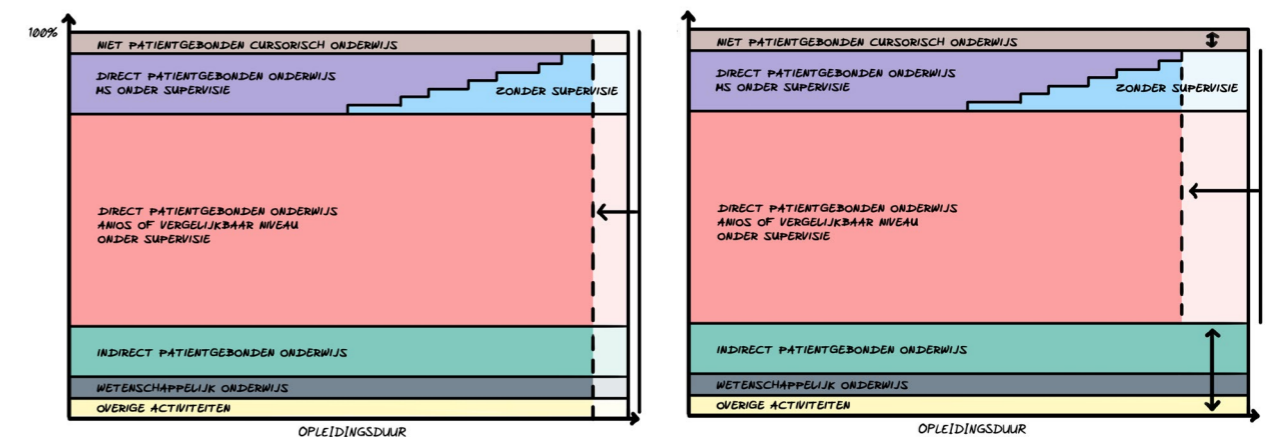 100%
NIET PATIENTGEBONDEN CURSORISCH ONDERWIJS
DIRECT PATIENTGEBONDEN ONDERWIJS
MS ONDER SUPERVISIE
ZONDER SUPERVISIE
DIRECT PATIENTGEBONDEN ONDERWIJS
ANIOS OF VERGELIJKBAAR NIVEAU
ONDER SUPERVISIE
INDIRECT PATIENTGEBONDEN ONDERWIJS
WETENSCHAPPELIJK ONDERWIJS
OVERIGE ACTIVITEITEN
OPLEIDINGSDUUR
NIET PATIENTGEBONDEN CURSORISCH ONDERWIJS
DIRECT PATIENTGEBONDEN ONDERWIJS
MS ONDER SUPERVISIE
ZONDER SUPERVISIE
DIRECT PATIENTGEBONDEN ONDERWIJS
ANIOS OF VERGELIJKBAAR NIVEAU
ONDER SUPERVISIE
INDIRECT PATIENTGEBONDEN ONDERWIJS
WETENSCHAPPELIJK ONDERWIJS
OVERIGE ACTIVITEITEN
OPLEIDINGSDUUR